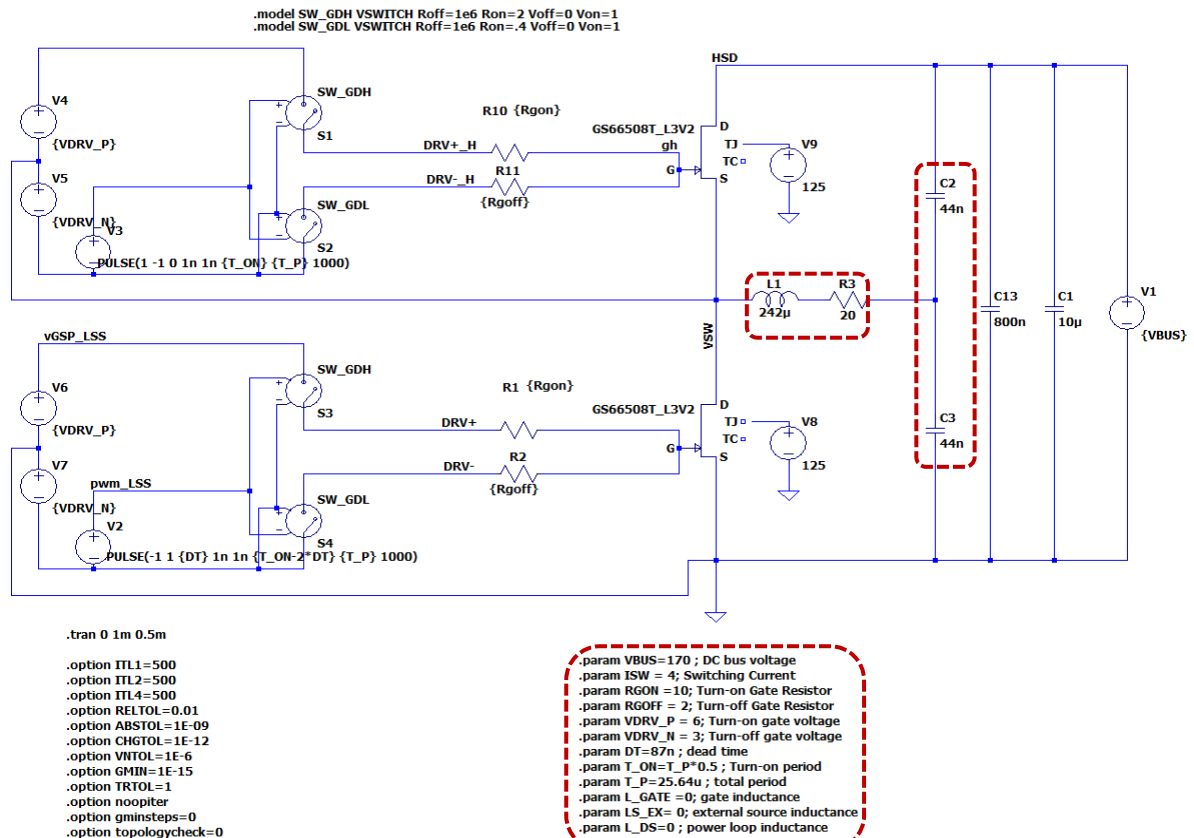 .model SW_GDH VSWITCH Roff=1e6 Ron=2 Voff=0 Von=1
.model SW_GDL VSWITCH Roff=1e6 Ron=.4 Voff=0 Von=1
HSD
V4
{VDRV_P}
V5
{VDRV_N}
V3
PULSE(1 -1 0 1n 1n {T_ON} {T_P} 1000)
SW_GDH
+
-
S1
SW_GDL
+
-
S2
DRV+_H
R10 {Rgon}
DRV-_H
R11
{Rgoff}
GS66508T_L3V2
gh
G
D
TJ
TC
S
V9
125
L1
242μ
R3
20
C2
44n
C3
44n
C13
800n
C1
10μ
V1
{VBUS}
VSW
vGSP_LSS
V6
{VDRV_P}
V7
{VDRV_N}
pwm_LSS
V2
PULSE(-1 1 {DT} 1n 1n {T_ON-2*DT} {T_P} 1000)
SW_GDH
+
-
S3
SW_GDL
+
-
S4
DRV+
R1 {Rgon}
DRV-
R2
{Rgoff}
GS66508T_L3V2
G
D
TJ
TC
S
V8
125
.tran 0 1m 0.5m
.option ITL1=500
.option ITL2=500
.option ITL4=500
.option RELTOL=0.01
.option ABSTOL=1E-09
.option CHGTOL=1E-12
.option VNTOL=1E-6
.option GMIN=1E-15
.option TRTOL=1
.option noopiter
.option gminsteps=0
.option topologycheck=0
.param VBUS=170 ; DC bus voltage
.param ISW = 4; Switching Current
.param RGON =10; Turn-on Gate Resistor
.param RGOFF = 2; Turn-off Gate Resistor
.param VDRV_P = 6; Turn-on gate voltage
.param VDRV_N = 3; Turn-off gate voltage
.param DT=87n ; dead time
.param T_ON=T_P*0.5 ; Turn-on period
.param T_P=25.64u ; total period
.param L_GATE =0; gate inductance
.param LS_EX= 0; external source inductance
.param L_DS=0 ; power loop inductance